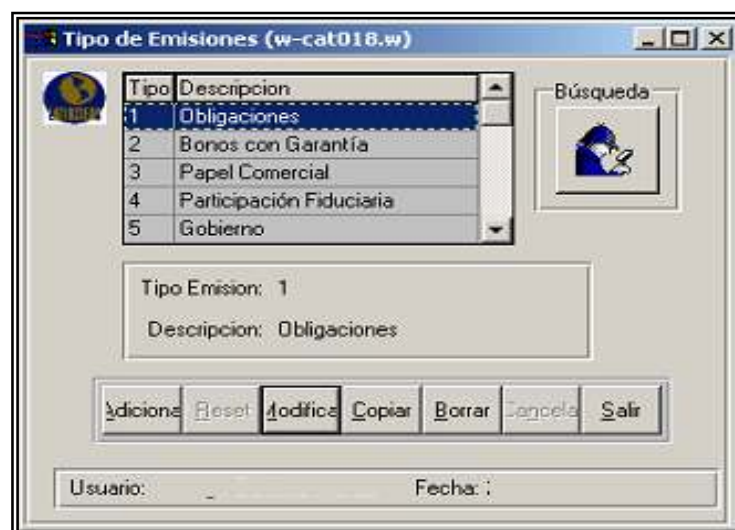 Tipo de Emisiones (w-cat018.w)
Tipo Descripcion
Búsqueda
1 Obligaciones
2 Bonos con Garantía
3 Papel Comercial
4 Participación Fiduciaria
5 Gobierno
Tipo Emision: 1
Descripcion: Obligaciones
Adiciona Reset Modifica Copiar Borrar Cancela Salir
Usuario: Fecha: